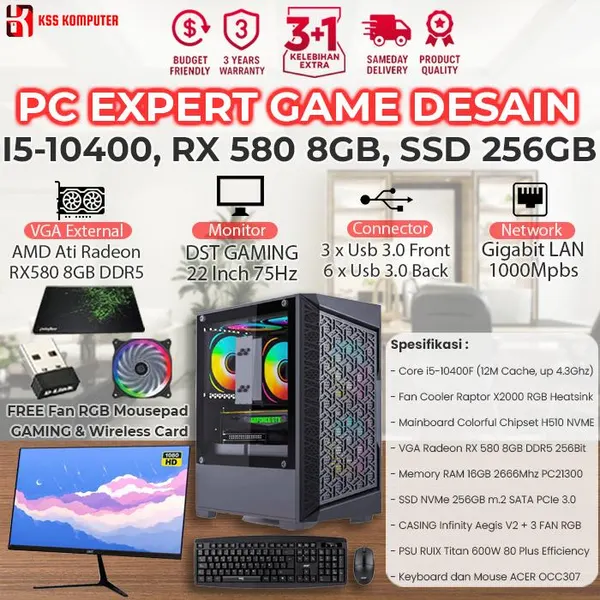 KSS KOMPUTER
BUDGET
FRIENDLY
3
3 YEARS
WARRANTY
3+1
KELEBIHAN
EXTRA
SAMEDAY
DELIVERY
PRODUCT
QUALITY
PC EXPERT GAME DESAIN
I5-10400, RX 580 8GB, SSD 256GB
VGA External
AMD Ati Radeon
RX580 8GB DDR5
Monitor
DST GAMING
22 Inch 75Hz
Connector
3 x Usb 3.0 Front
6 x Usb 3.0 Back
Network
Gigabit LAN
1000Mpbs
D-Link
FREE Fan RGB Mousepad
GAMING & Wireless Card
GEFORCE GTX
1080
HD
Spesifikasi :
- Core i5-10400F (12M Cache, up 4.3Ghz)
- Fan Cooler Raptor X2000 RGB Heatsink
- Mainboard Colorful Chipset H510 NVME
- VGA Radeon RX 580 8GB DDR5 256Bit
- Memory RAM 16GB 2666Mhz PC21300
- SSD NVMe 256GB m.2 SATA PCIe 3.0
- CASING Infinity Aegis V2 + 3 FAN RGB
- PSU RUIX Titan 600W 80 Plus Efficiency
- Keyboard dan Mouse ACER OCC307